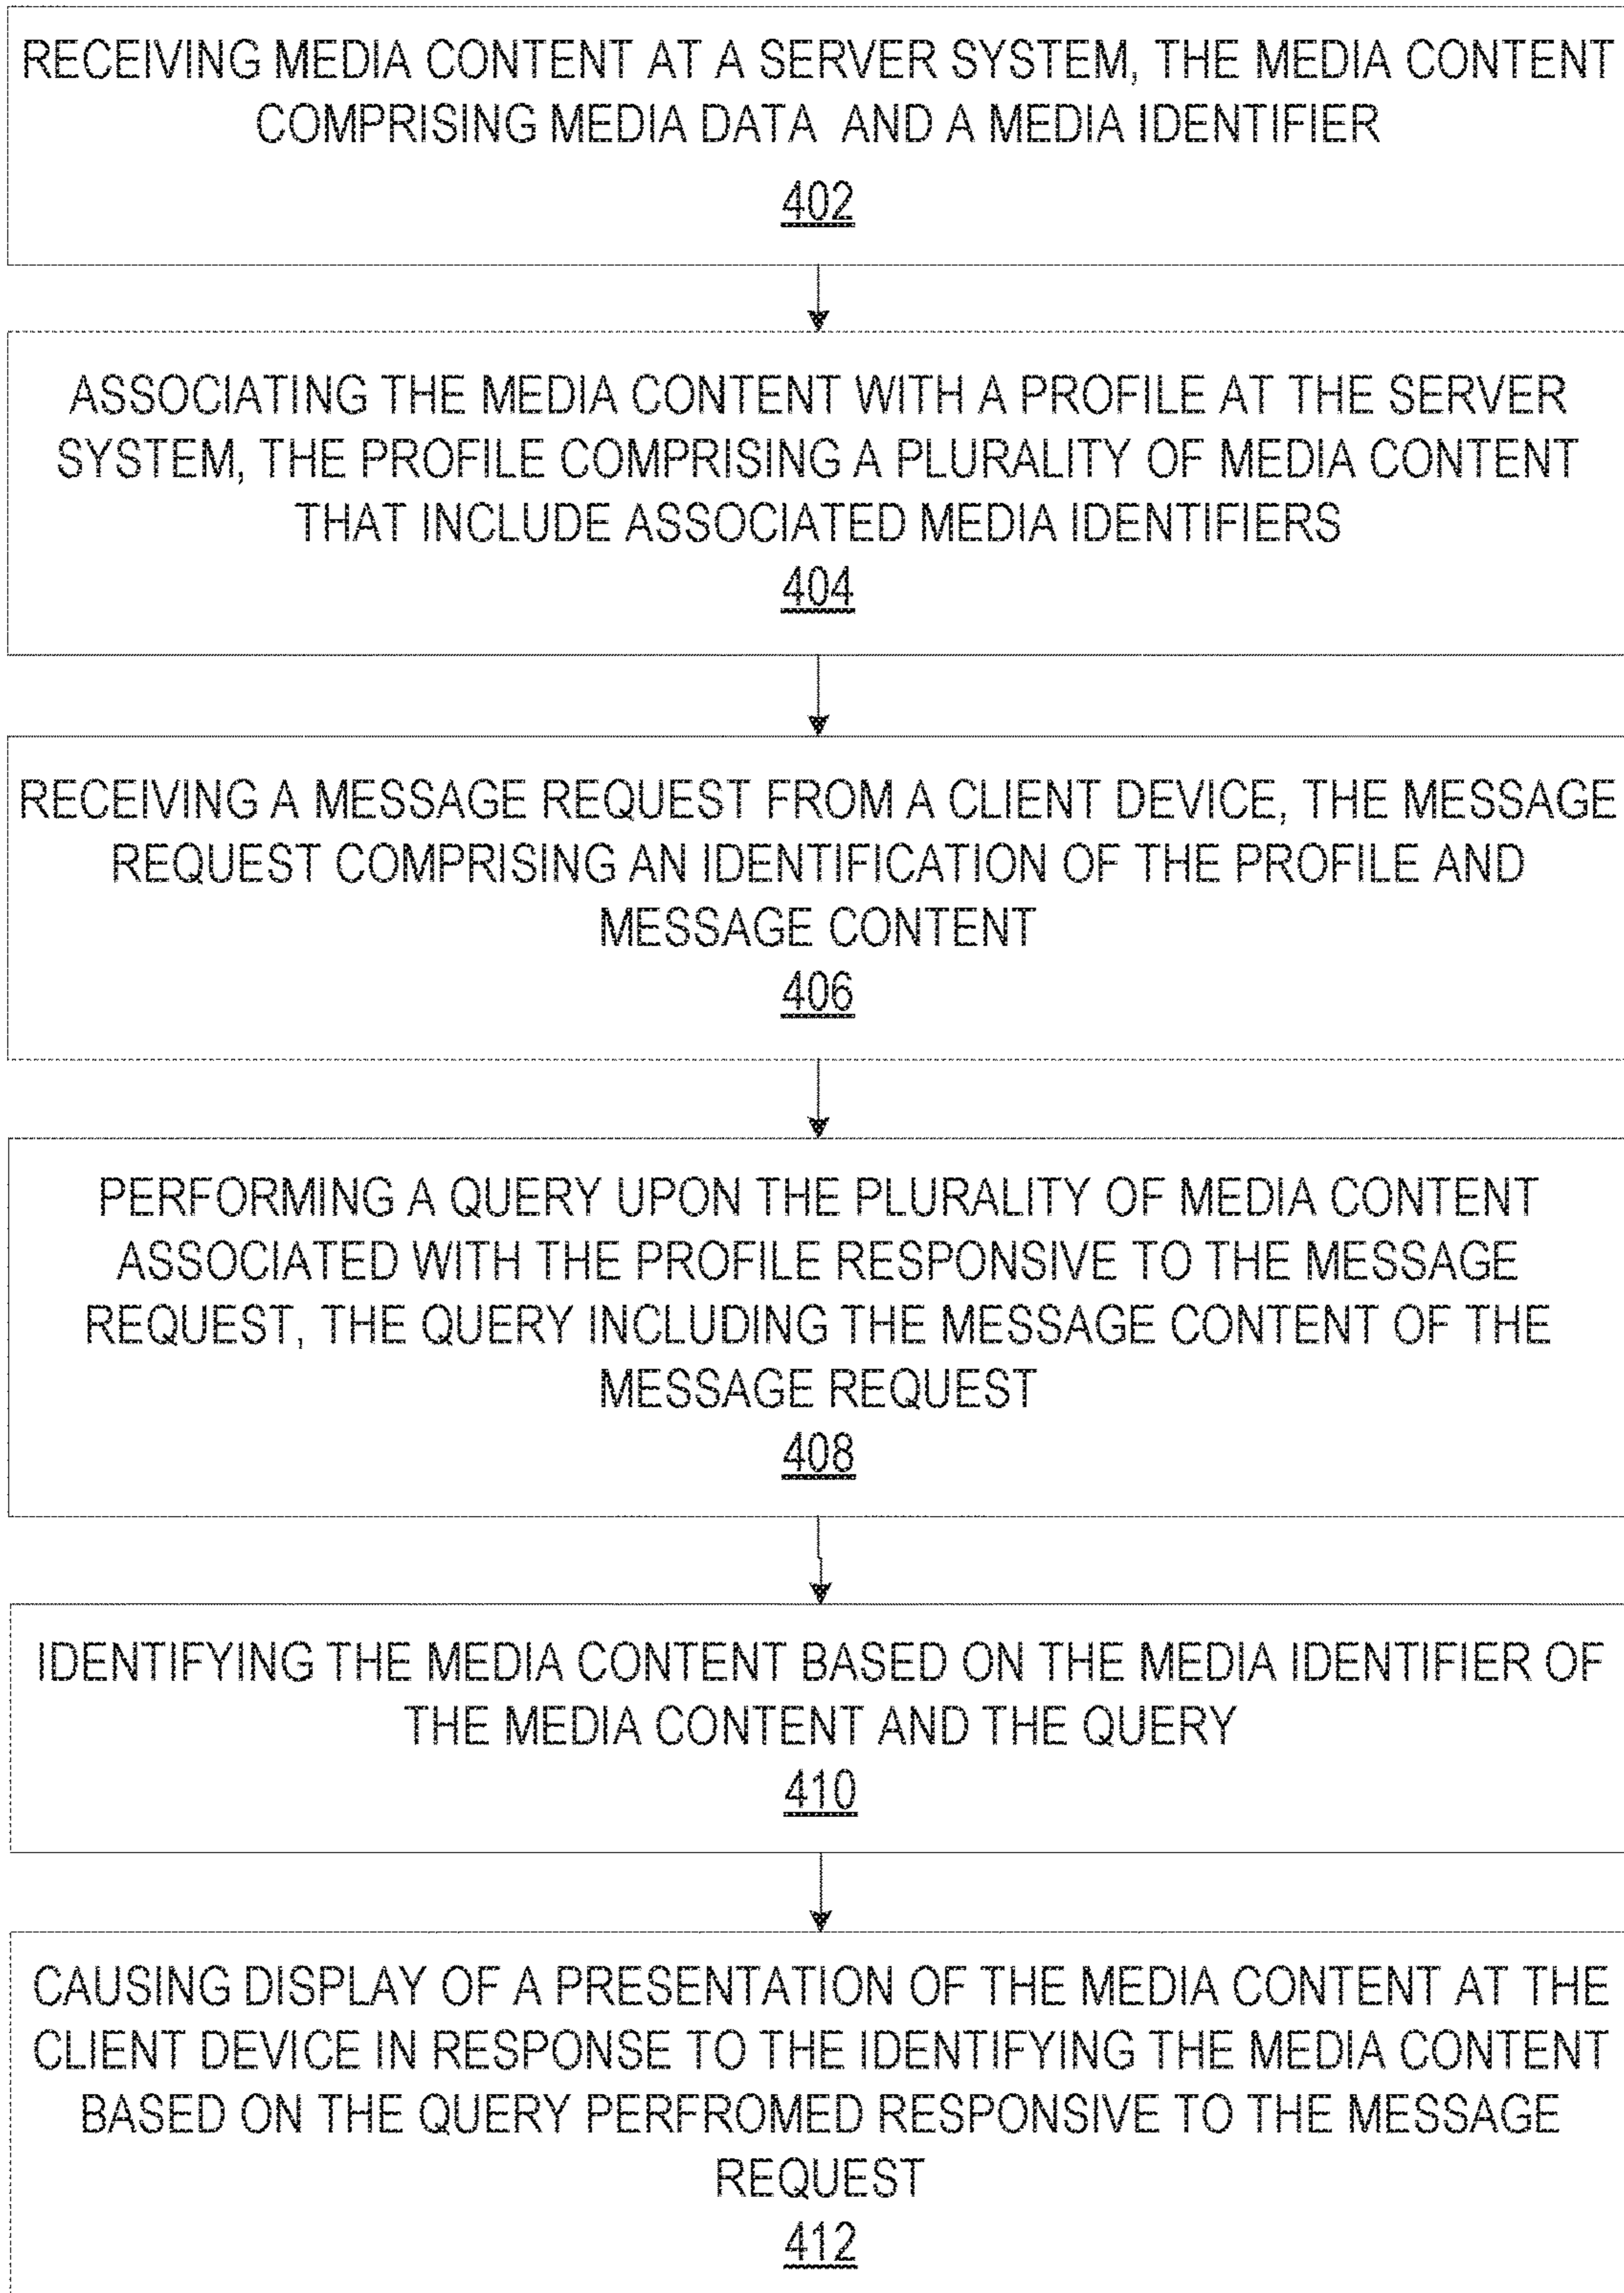 RECEIVING MEDIA CONTENT AT A SERVER SYSTEM, THE MEDIA CONTENT
COMPRISING MEDIA DATA AND A MEDIA IDENTIFIER
402
ASSOCIATING THE MEDIA CONTENT WITH A PROFILE AT THE SERVER
SYSTEM, THE PROFILE COMPRISING A PLURALITY OF MEDIA CONTENT
THAT INCLUDE ASSOCIATED MEDIA IDENTIFIERS
404
RECEIVING A MESSAGE REQUEST FROM A CLIENT DEVICE, THE MESSAGE
REQUEST COMPRISING AN IDENTIFICATION OF THE PROFILE AND
MESSAGE CONTENT
406
PERFORMING A QUERY UPON THE PLURALITY OF MEDIA CONTENT
ASSOCIATED WITH THE PROFILE RESPONSIVE TO THE MESSAGE
REQUEST, THE QUERY INCLUDING THE MESSAGE CONTENT OF THE
MESSAGE REQUEST
408
IDENTIFYING THE MEDIA CONTENT BASED ON THE MEDIA IDENTIFIER OF
THE MEDIA CONTENT AND THE QUERY
410
CAUSING DISPLAY OF A PRESENTATION OF THE MEDIA CONTENT AT THE
CLIENT DEVICE IN RESPONSE TO THE IDENTIFYING THE MEDIA CONTENT
BASED ON THE QUERY PERFROMED RESPONSIVE TO THE MESSAGE
REQUEST
412